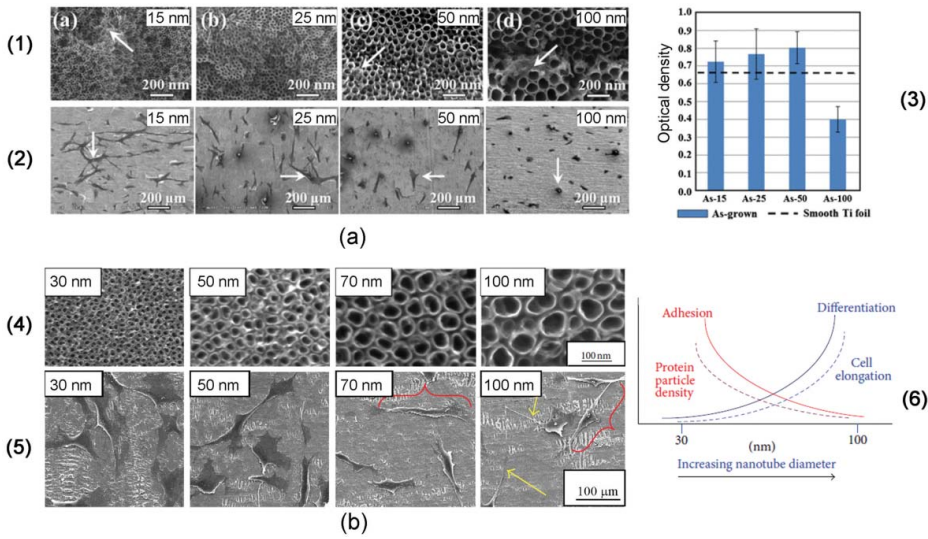 (a) 15 nm (b) 25 nm (c) 50 nm (d) 100 nm
(1)
200 nm 200 nm 200 nm 200 nm
15 nm 25 nm 50 nm 100 nm
(2)
200 µm 200 µm 200 µm 200 µm
(a)
Optical density
0.8
0.9
0.8
0.7
0.6
0.5
0.4
0.3
0.2
0.1
0.0
As-15 As-25 As-50 As-100
As-grown Smooth Ti foil
(3)
30 nm 50 nm 70 nm 100 nm
(4)
100 nm
30 nm 50 nm 70 nm 100 nm
(5)
100 µm
(b)
Adhesion
Differentiation
Protein
particle
density
Cell
elongation
(6)
30 (nm) 100
Increasing nanotube diameter